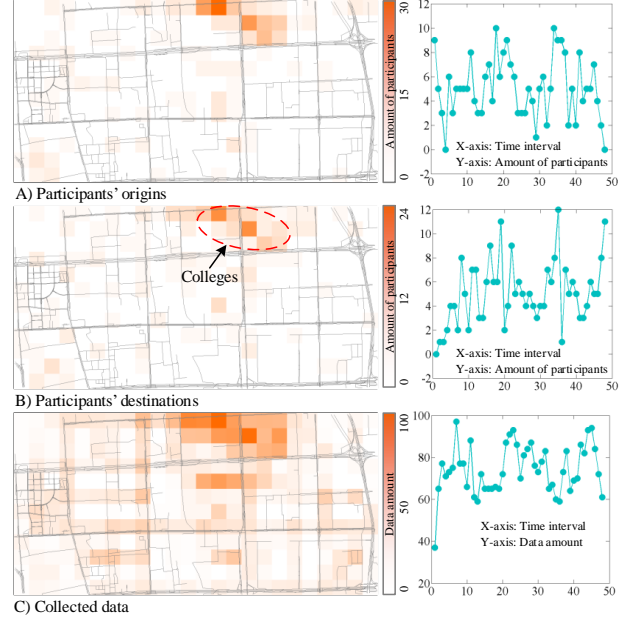 30
15
0
Amount of participants
12
10
8
6
4
2
0
-2
X-axis: Time interval
Y-axis: Amount of participants
0 10 20 30 40 50
A) Participants' origins
Colleges
24
12
0
Amount of participants
12
10
8
6
4
2
0
-2
X-axis: Time interval
Y-axis: Amount of participants
0 10 20 30 40 50
B) Participants' destinations
100
50
0
Data amount
100
80
60
40
20
X-axis: Time interval
Y-axis: Data amount
0 10 20 30 40 50
C) Collected data